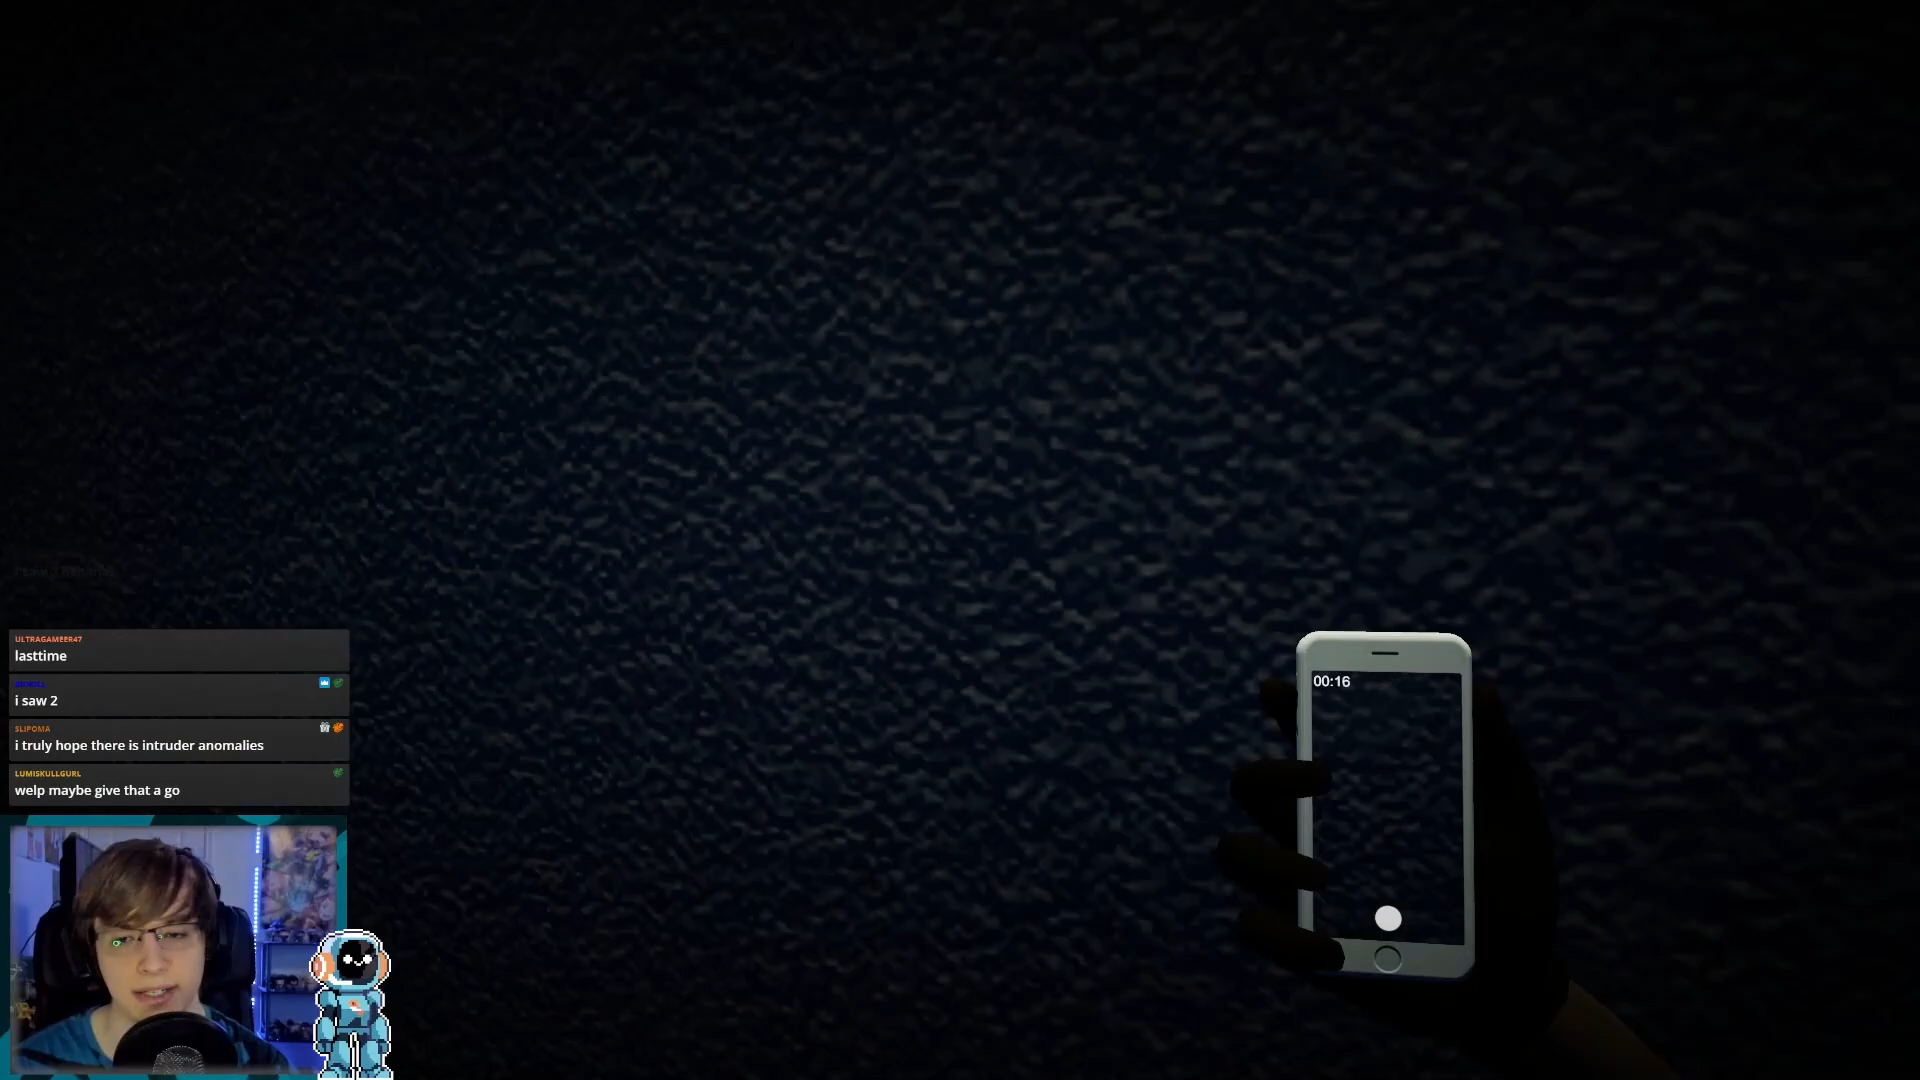 ULTRAGAMEER47
lasttime
i saw 2
SLIPOMA
i truly hope there is intruder anomalies
LUMISKULLGURL
welp maybe give that a go
00:16